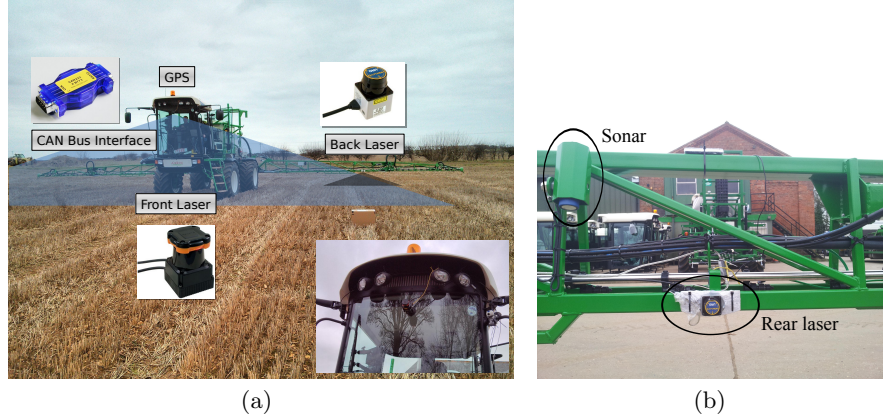 GPS
CAN Bus Interface
Back Laser
Front Laser
Sonar
Rear laser
(a)
(b)